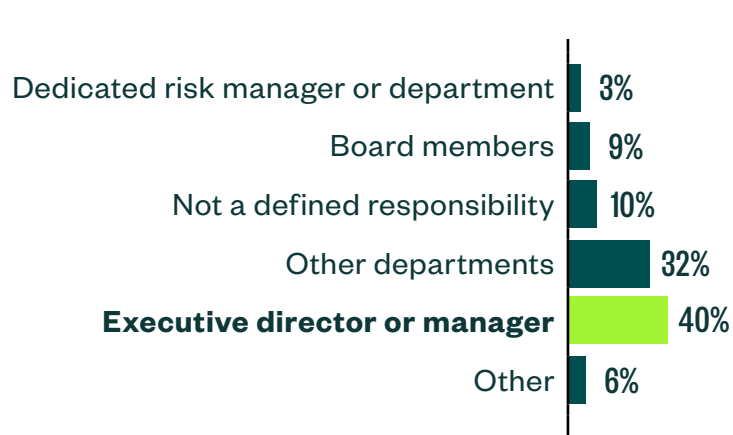 Dedicated risk manager or department 3%
Board members 9%
Not a defined responsibility 10%
Other departments 32%
Executive director or manager 40%
Other 6%